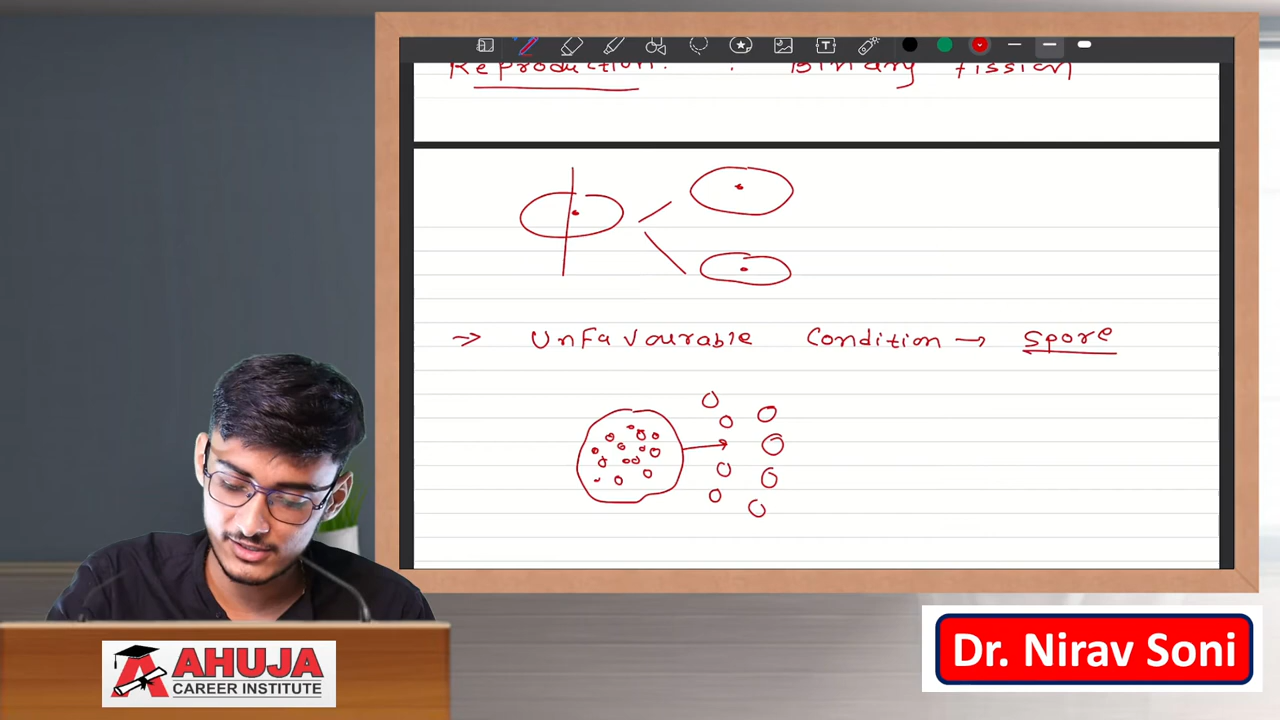 Reproduction: . Binary fission
→ Unfavourable Condition → Spore
AHUJA
CAREER INSTITUTE
Dr. Nirav Soni